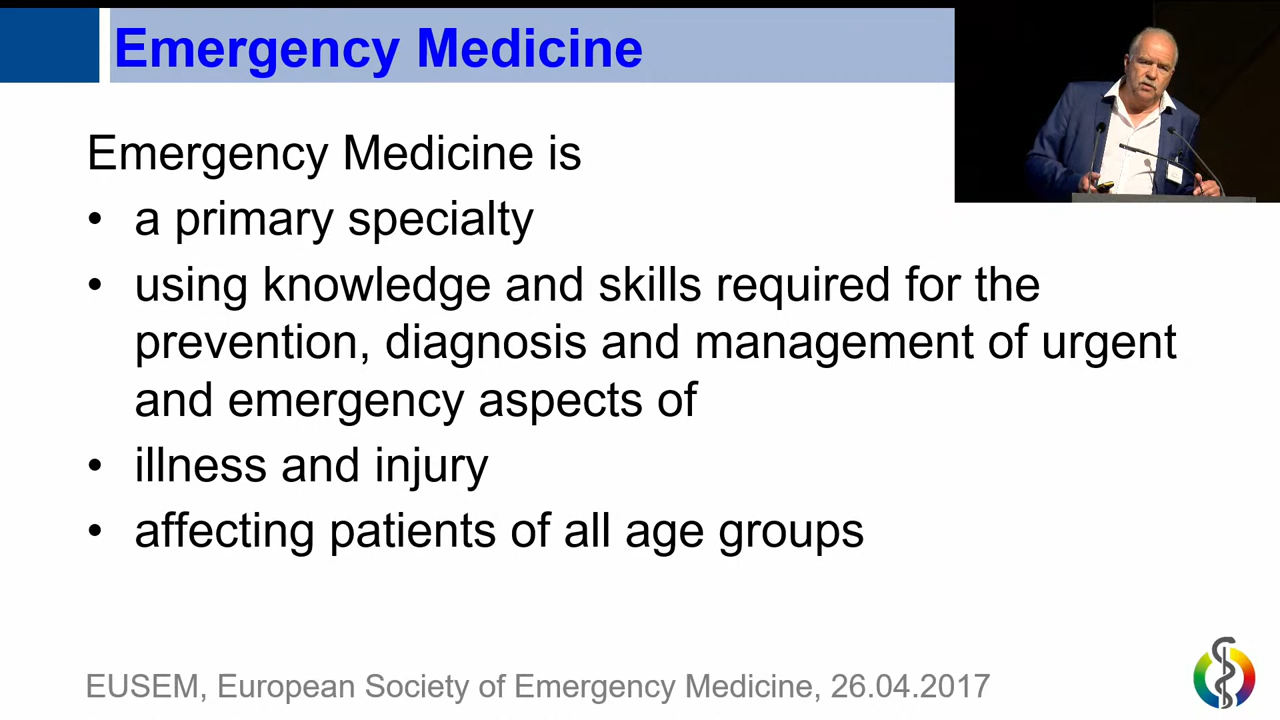 Emergency Medicine
Emergency Medicine is
• a primary specialty
• using knowledge and skills required for the
prevention, diagnosis and management of urgent
and emergency aspects of
• illness and injury
• affecting patients of all age groups
EUSEM, European Society of Emergency Medicine, 26.04.2017